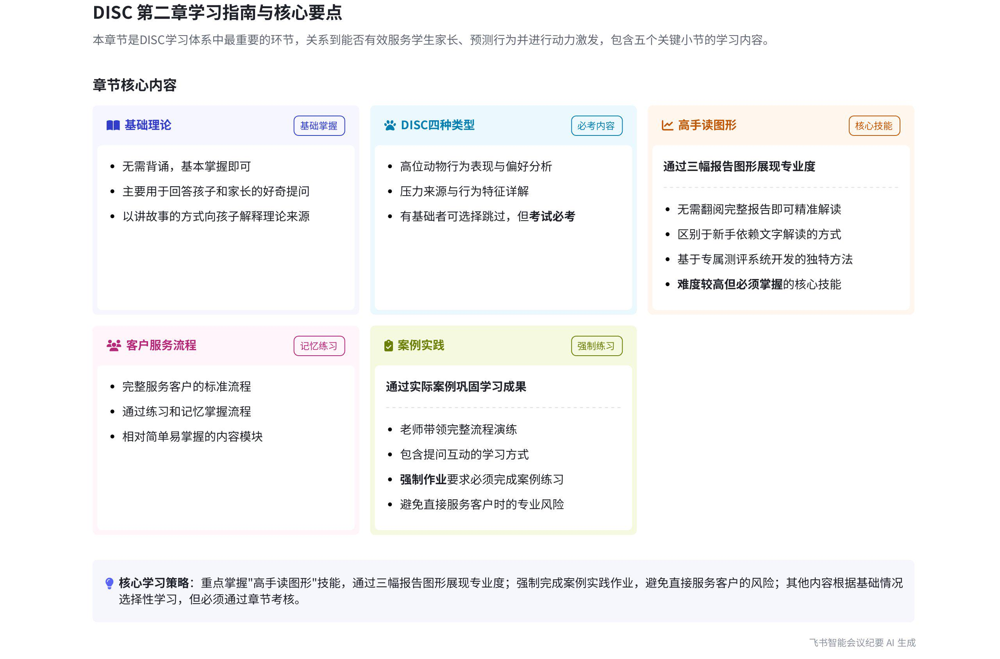 DISC 第二章学习指南与核心要点
本章节是DISC学习体系中最重要的环节，关系到能否有效服务学生家长、预测行为并进行动力激发，包含五个关键小节的学习内容。
章节核心内容
基础理论
基础掌握
无需背诵，基本掌握即可
主要用于回答孩子和家长的好奇提问
以讲故事的方式向孩子解释理论来源
DISC四种类型
必考内容
高位动物行为表现与偏好分析
压力来源与行为特征详解
有基础者可选择跳过，但考试必考
高手读图形
核心技能
通过三幅报告图形展现专业度
无需翻阅完整报告即可精准解读
区别于新手依赖文字解读的方式
基于专属测评系统开发的独特方法
难度较高但必须掌握的核心技能
客户服务流程
记忆练习
完整服务客户的标准流程
通过练习和记忆掌握流程
相对简单易掌握的内容模块
案例实践
强制练习
通过实际案例巩固学习成果
老师带领完整流程演练
包含提问互动的学习方式
强制作业要求必须完成案例练习
避免直接服务客户时的专业风险
核心学习策略：重点掌握"高手读图形"技能，通过三幅报告图形展现专业度；强制完成案例实践作业，避免直接服务客户的风险；其他内容根据基础情况
选择性学习，但必须通过章节考核。
飞书智能会议纪要 AI 生成